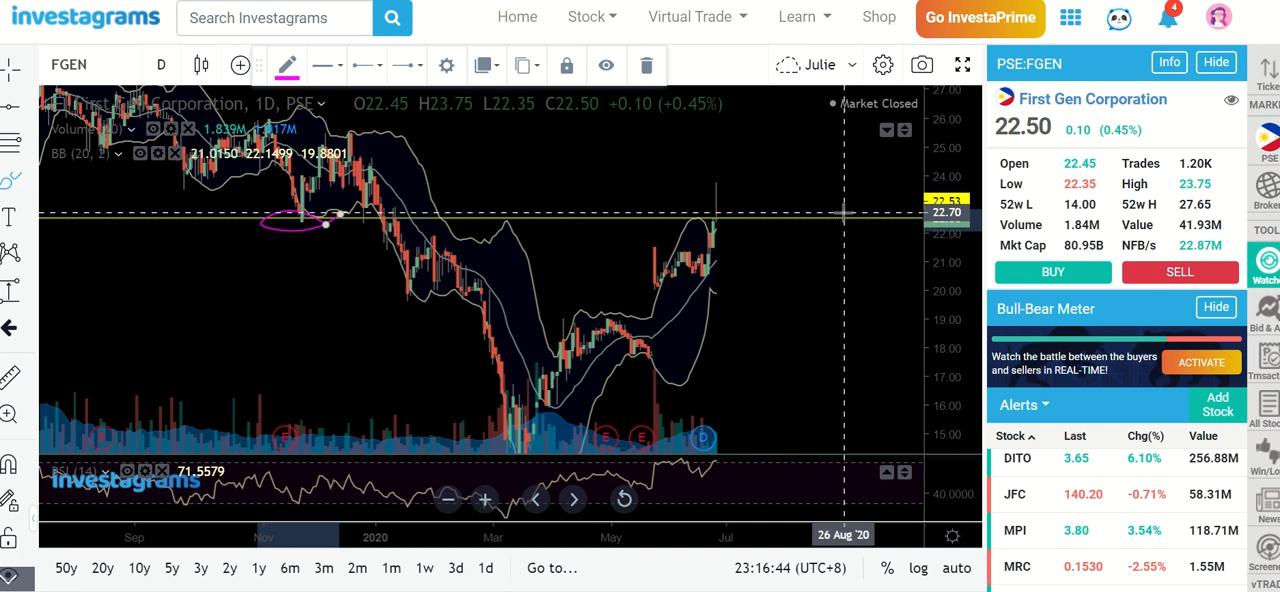 investagrams
Search Investagrams
Home
Stock
Virtual Trade
Learn
Shop
Go InvestaPrime
4
FGEN
D
Julie
First Gen Corporation, 1D, PSE
O22.45 H23.75 L22.35 C22.50 +0.10 (+0.45%)
Market Closed
Volume (20)
1.839M
BB (20, 2)
21.0150 22.1499 19.8801
27.00
26.00
25.00
24.00
22.53
22.70
22.00
21.00
20.00
19.00
18.00
17.00
16.00
15.00
E
E
E
E
D
RSI (14)
71.5579
investagrams
40.0000
Sep
Nov
2020
Mar
May
Jul
26 Aug '20
50y 20y 10y 5y 3y 2y 1y 6m 3m 2m 1m 1w 3d 1d
Go to...
23:16:44 (UTC+8)
% log auto
PSE:FGEN
Info
Hide
First Gen Corporation
22.50 0.10 (0.45%)
Open 22.45 Trades 1.20K
Low 22.35 High 23.75
52w L 14.00 52w H 27.65
Volume 1.84M Value 41.93M
Mkt Cap 80.95B NFB/s 22.87M
BUY
SELL
Bull-Bear Meter
Hide
Watch the battle between the buyers
and sellers in REAL-TIME!
ACTIVATE
Alerts
Add
Stock
Stock Last Chg(%) Value
DITO 3.65 6.10% 256.88M
JFC 140.20 -0.71% 58.31M
MPI 3.80 3.54% 118.71M
MRC 0.1530 -2.55% 1.55M
PSE
TOOL
Bid & A
News